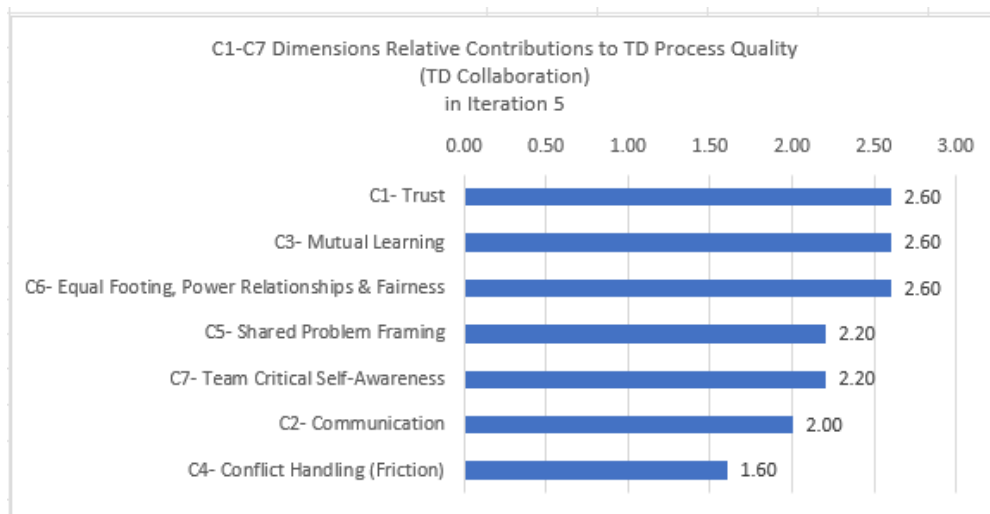 C1-C7 Dimensions Relative Contributions to TD Process Quality
(TD Collaboration)
in Iteration 5
0.00 0.50 1.00 1.50 2.00 2.50 3.00
C1- Trust 2.60
C3- Mutual Learning 2.60
C6- Equal Footing, Power Relationships & Fairness 2.60
C5- Shared Problem Framing 2.20
C7- Team Critical Self-Awareness 2.20
C2- Communication 2.00
C4- Conflict Handling (Friction) 1.60